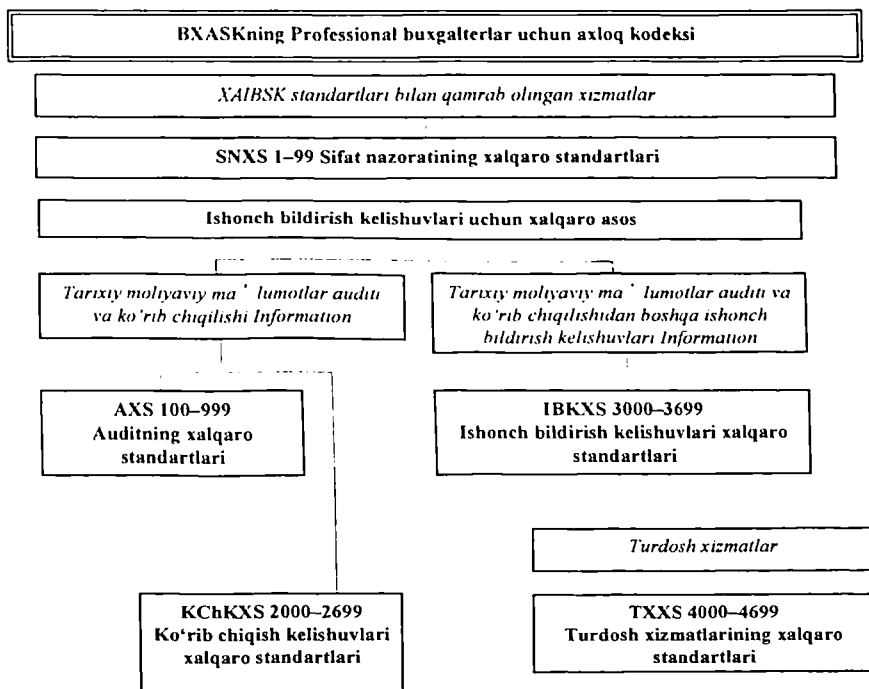 BXASKning Professional buxgalterlar uchun axloq kodeksi
XAIBSK standartlari bilan qamrab olingan xizmatlar
SNXS 1–99 Sifat nazoratining xalqaro standartlari
Ishonch bildirish kelishuvlari uchun xalqaro asos
Tarixiy moliyaviy ma' lumotlar auditi
va ko'rib chiqilishi Information
Tarixiy moliyaviy ma' lumotlar auditi va
ko'rib chiqilishidan boshqa ishonch
bildirish kelishuvlari Information
AXS 100–999
Auditning xalqaro
standartlari
IBKXS 3000–3699
Ishonch bildirish kelishuvlari xalqaro
standartlari
Turdosh xizmatlar
KChKXS 2000–2699
Ko‘rib chiqish kelishuvlari
xalqaro standartlari
TXXS 4000–4699
Turdosh xizmatlarining xalqaro
standartlari